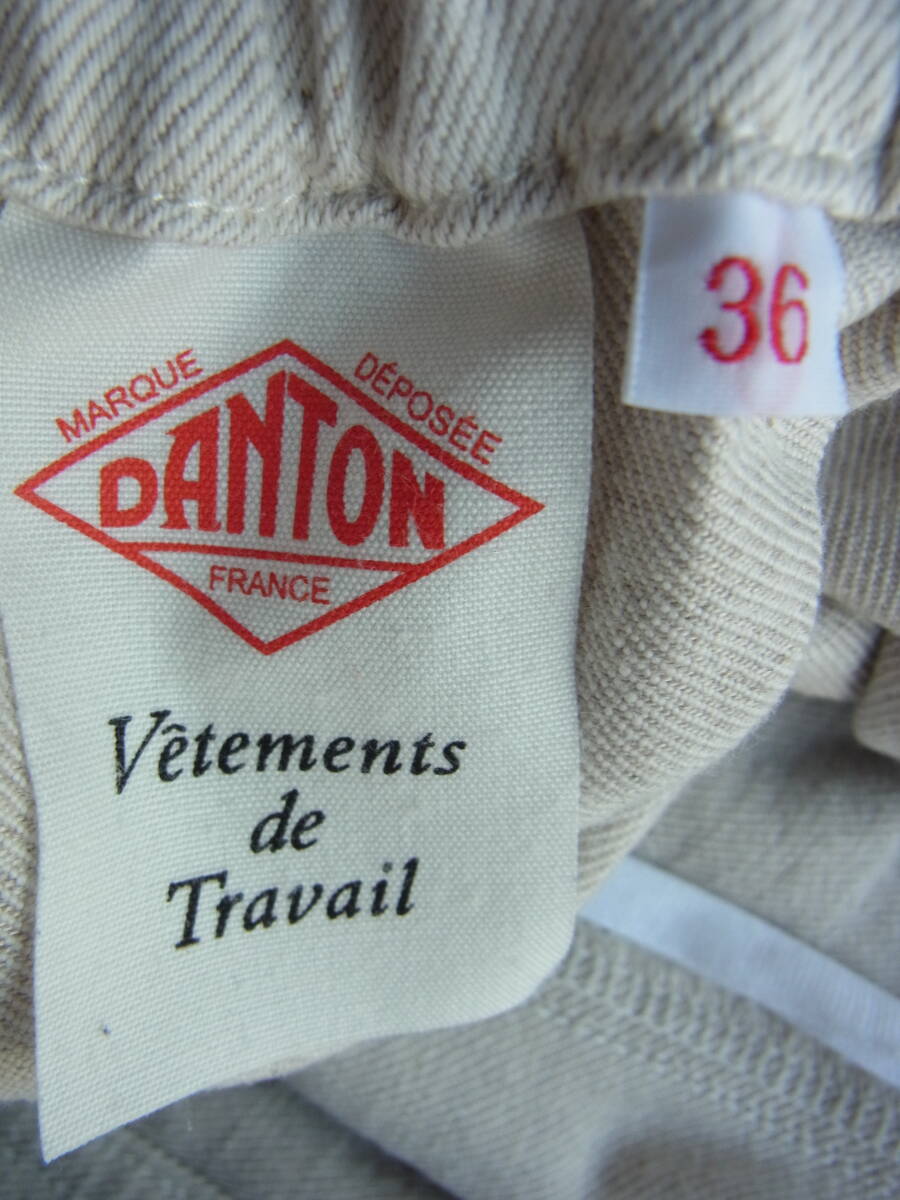 36
MARQUE DÉPOSÉE
DANTON
FRANCE
Vêtements
de
Travail